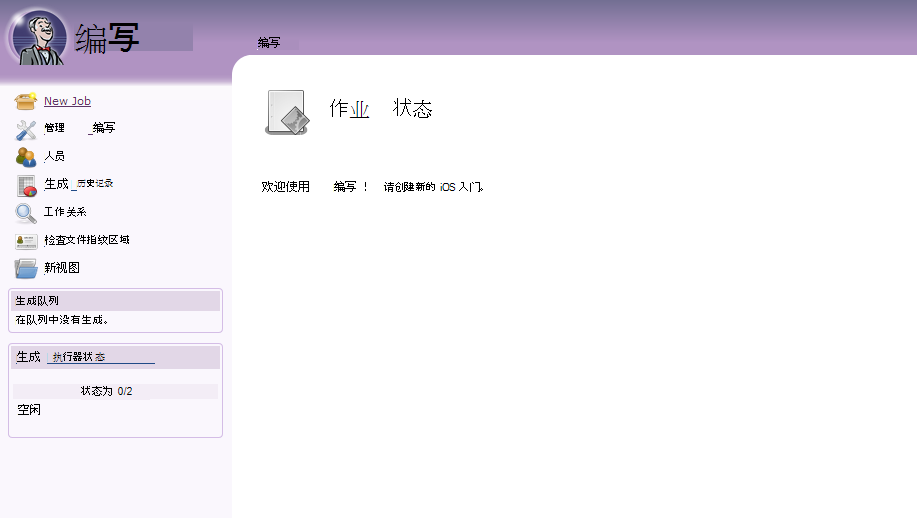 编写
编写
New Job
管理 编写
人员
生成 历史记录
工作关系
检查文件指纹区域
新视图
生成队列
在队列中没有生成。
生成 执行器状态
状态为 0/2
空闲
作业 状态
欢迎使用 编写 ！ 请创建新的 iOS 入门。